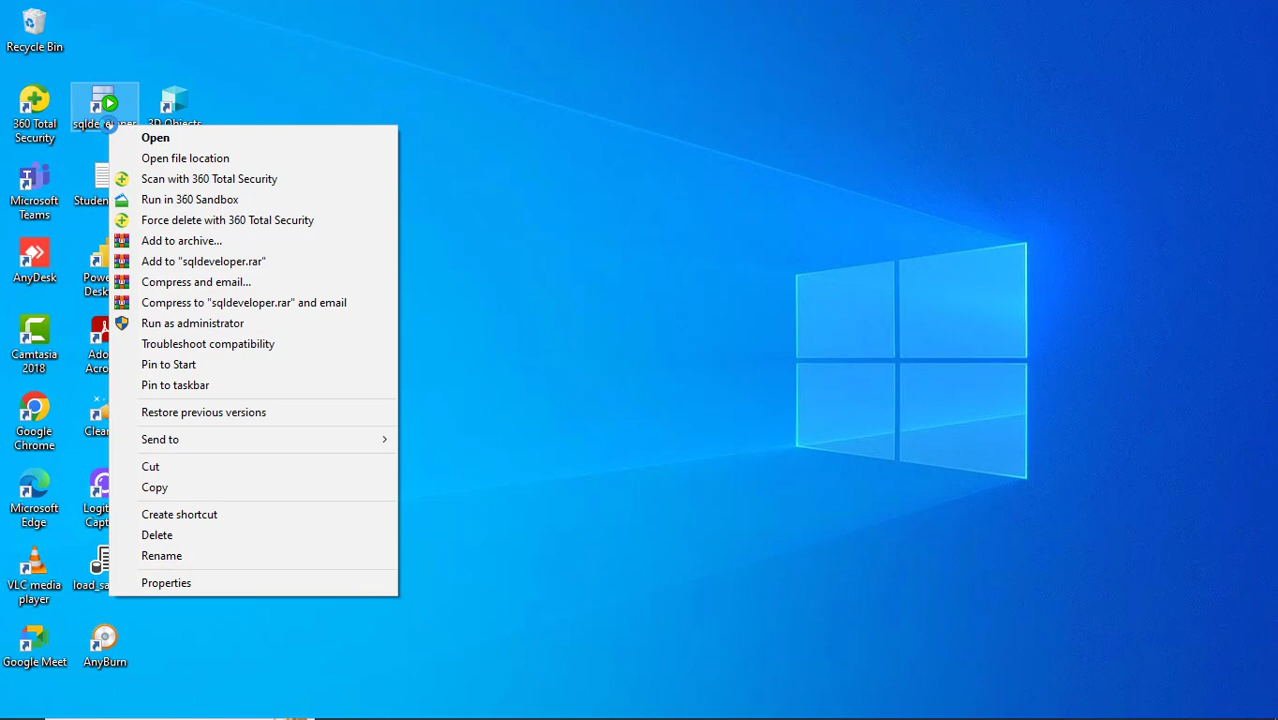 Recycle Bin
360 Total
Security
sqldeveloper
3D Objects
Microsoft
Teams
Studen
AnyDesk
Powe
Desk
Camtasia
2018
Ado
Acro
Google
Chrome
Clea
Microsoft
Edge
Logit
Capt
VLC media
player
load_sa
Google Meet
AnyBurn
Open
Open file location
Scan with 360 Total Security
Run in 360 Sandbox
Force delete with 360 Total Security
Add to archive...
Add to "sqldeveloper.rar"
Compress and email...
Compress to "sqldeveloper.rar" and email
Run as administrator
Troubleshoot compatibility
Pin to Start
Pin to taskbar
Restore previous versions
Send to
Cut
Copy
Create shortcut
Delete
Rename
Properties